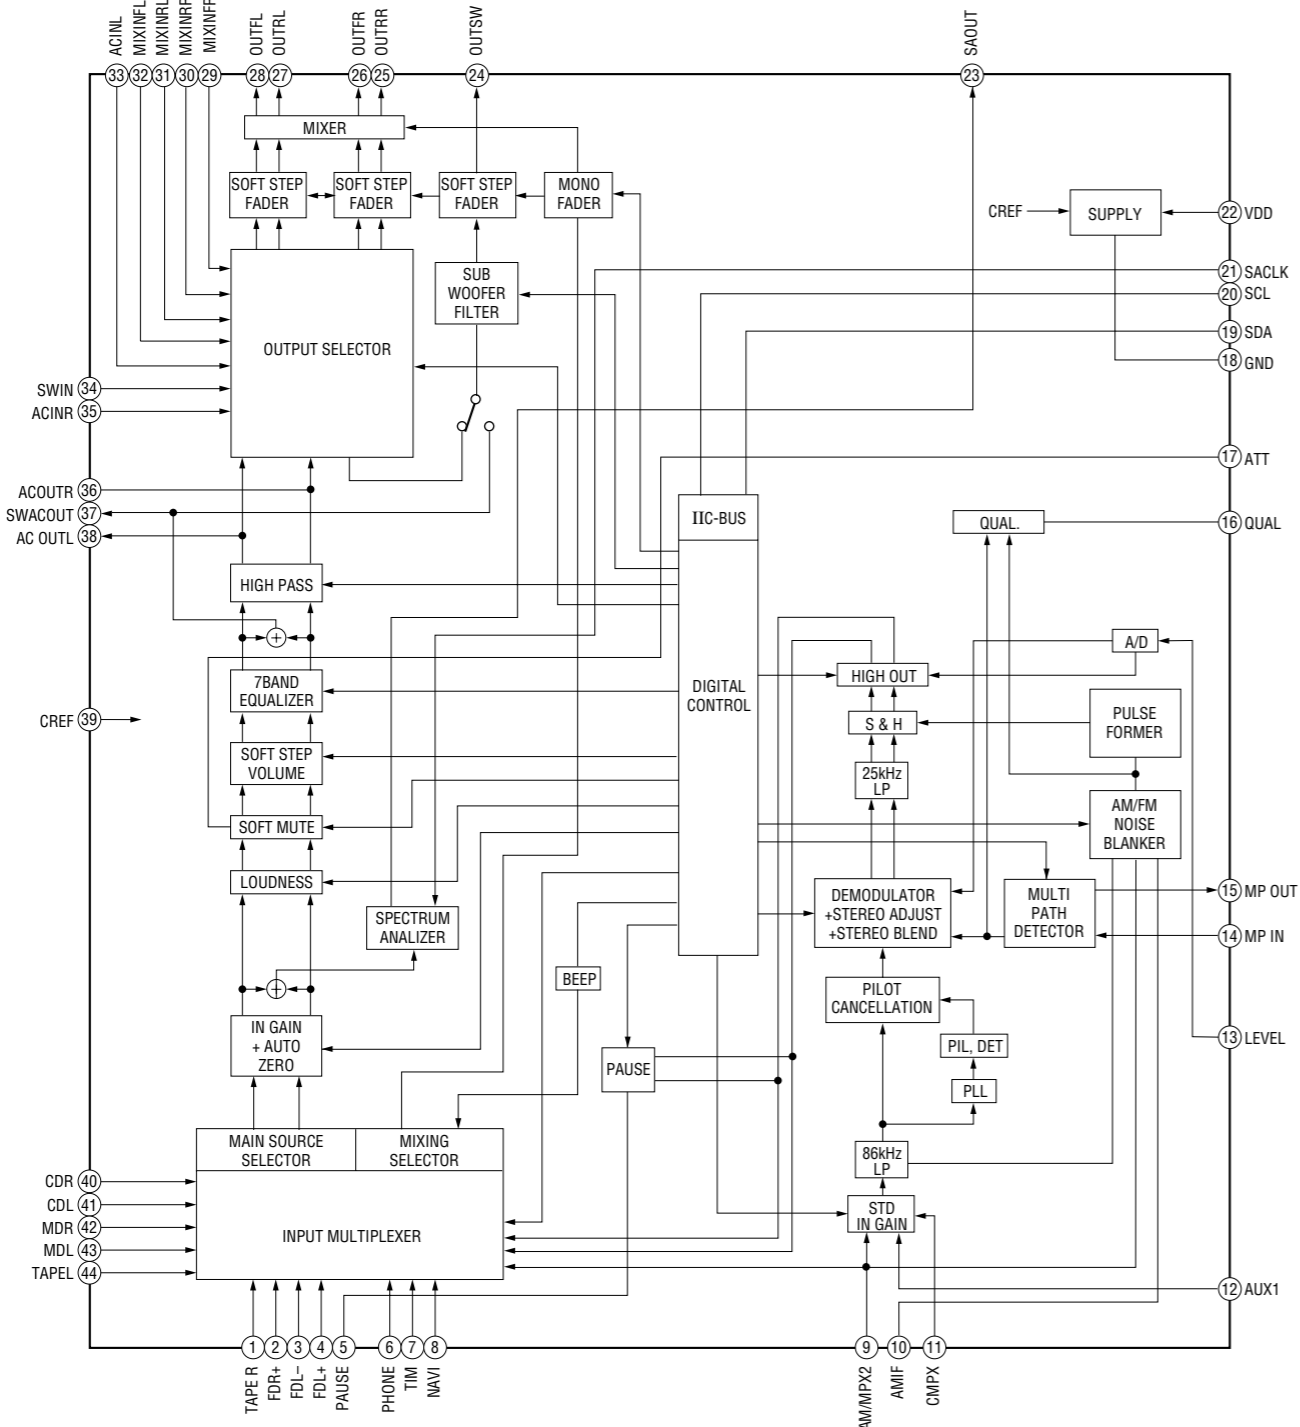 ACINL
MIXINFL
MIXINRL
MIXINRR
OUTFL
OUTRL
OUTFR
OUTRR
OUTSW
SAOUT
33 32 31 30 29 28 27 26 25 24 23
MIXER
SOFT STEP
FADER
SOFT STEP
FADER
SOFT STEP
FADER
MONO
FADER
CREF
SUPPLY
22 VDD
21 SACLK
20 SCL
19 SDA
18 GND
SUB
WOOFER
FILTER
OUTPUT SELECTOR
SWIN 34
ACINR 35
17 ATT
ACOUTR 36
SWACOUT 37
AC OUTL 38
IIC-BUS
QUAL.
16 QUAL
HIGH PASS
+
A/D
7BAND
EQUALIZER
DIGITAL
CONTROL
HIGH OUT
CREF 39
S & H
PULSE
FORMER
SOFT STEP
VOLUME
25kHz
LP
SOFT MUTE
AM/FM
NOISE
BLANKER
LOUDNESS
SPECTRUM
ANALIZER
DEMODULATOR
+STEREO ADJUST
+STEREO BLEND
MULTI
PATH
DETECTOR
15 MP OUT
14 MP IN
+
BEEP
PILOT
CANCELLATION
IN GAIN
+ AUTO
ZERO
PIL, DET
13 LEVEL
PAUSE
PLL
MAIN SOURCE
SELECTOR
MIXING
SELECTOR
86kHz
LP
CDR 40
CDL 41
MDR 42
MDL 43
TAPEL 44
INPUT MULTIPLEXER
STD
IN GAIN
12 AUX1
1 2 3 4 5 6 7 8 9 10 11
TAPE R
FDR+
FDL–
FDL+
PAUSE
PHONE
TIM
NAVI
AM/MPX2
AMIF
CMPX